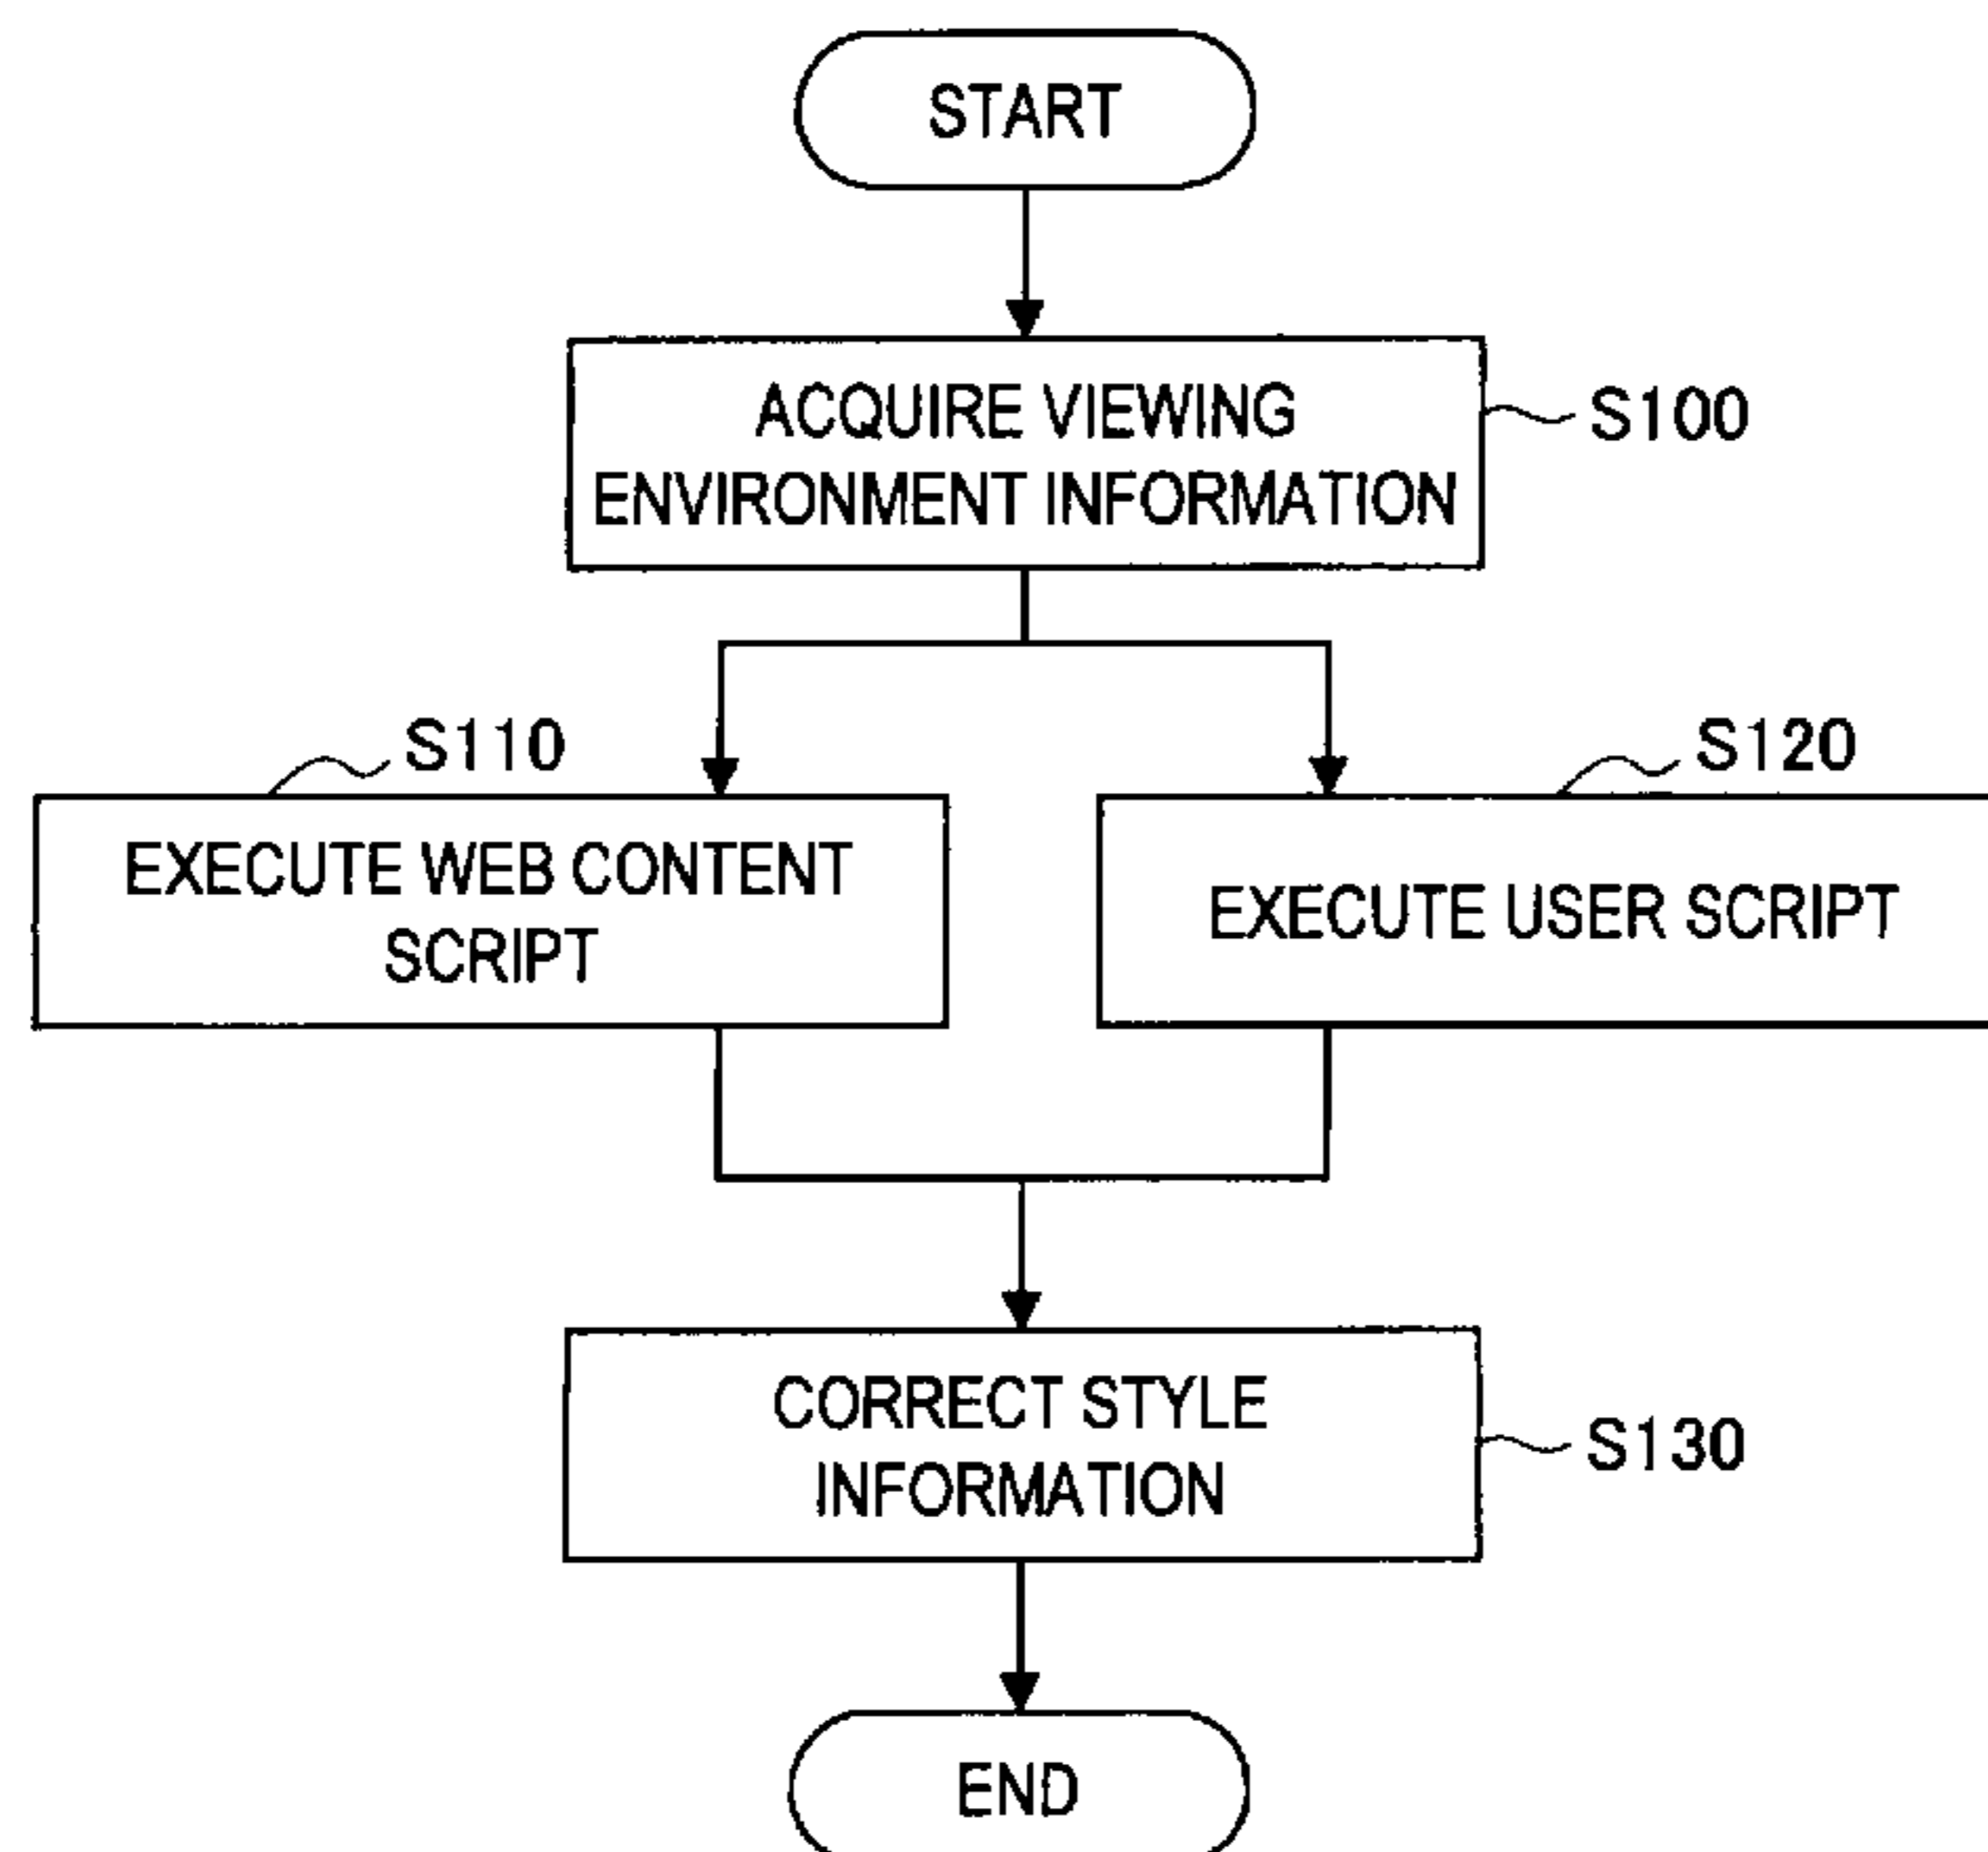 START
ACQUIRE VIEWING
ENVIRONMENT INFORMATION
S100
S110
S120
EXECUTE WEB CONTENT
SCRIPT
EXECUTE USER SCRIPT
CORRECT STYLE
INFORMATION
S130
END